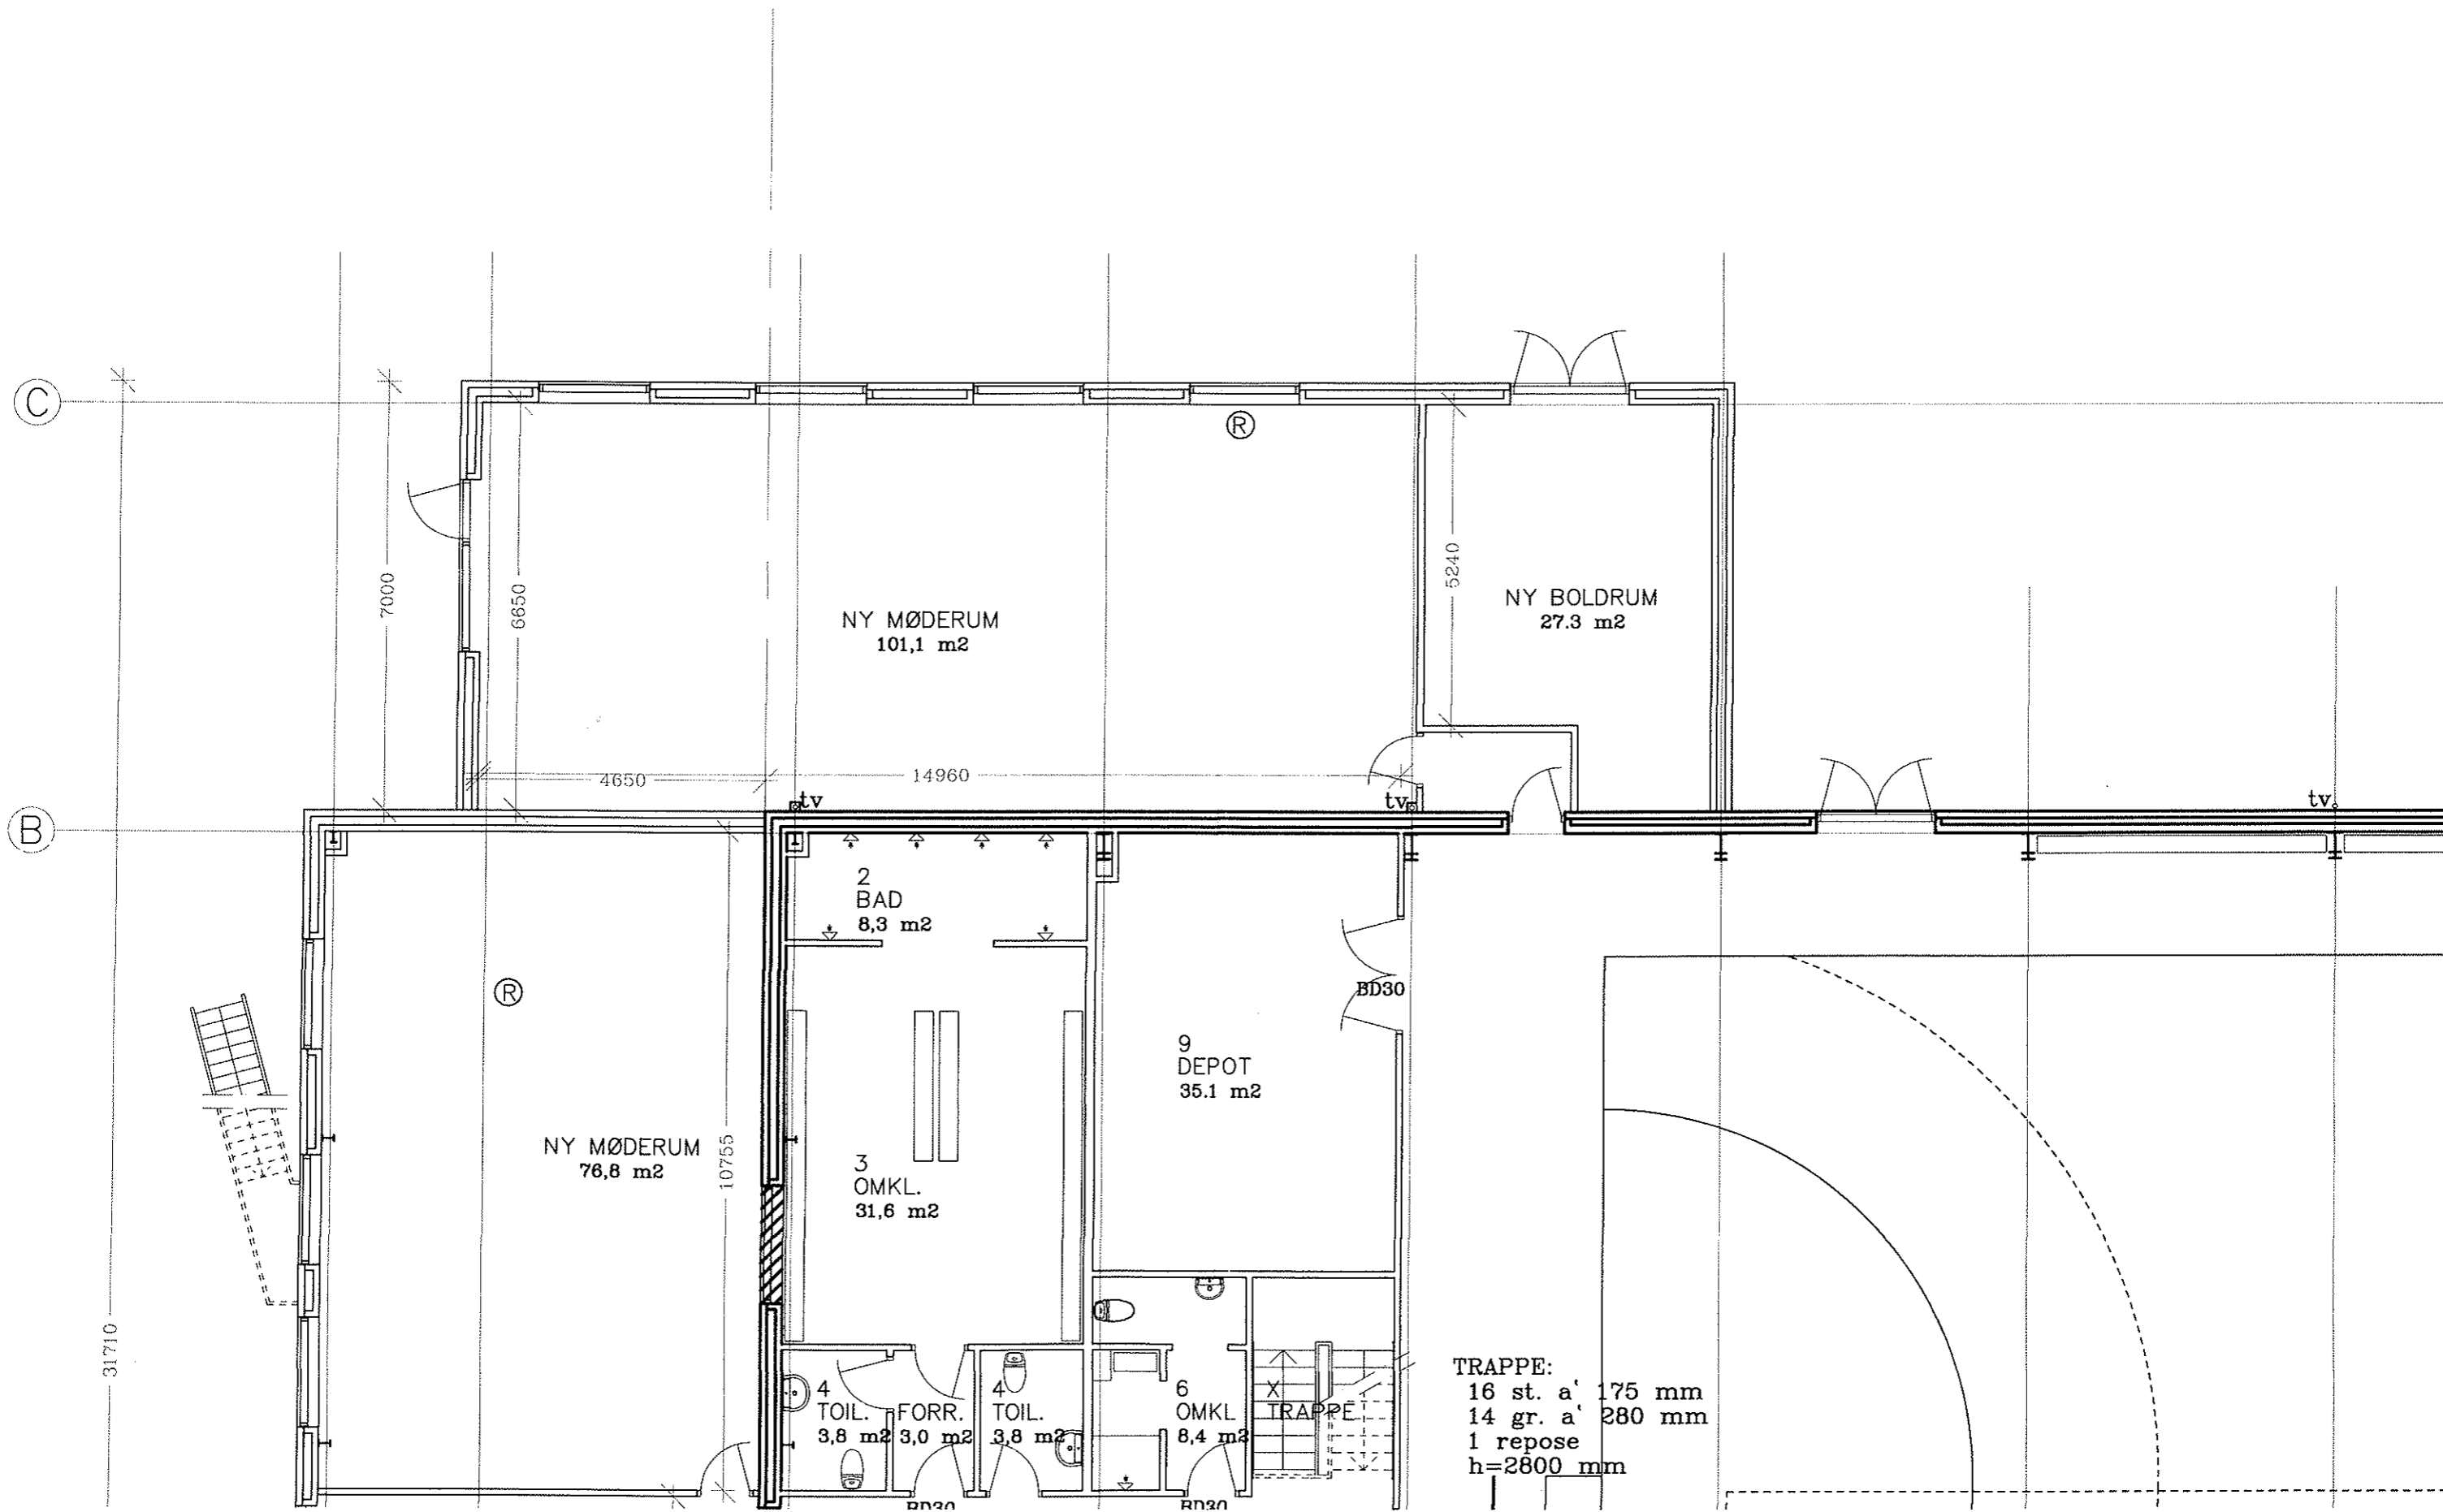 C
R
7000
6650
5240
NY MØDERUM
101,1 m2
NY BOLDRUM
27.3 m2
4650
14960
tv
tv
tv
B
2
BAD
8,3 m2
R
BD30
9
DEPOT
35.1 m2
NY MØDERUM
76,8 m2
10755
3
OMKL.
31,6 m2
31710
4
TOIL.
3,8 m2
FORR.
3,0 m2
4
TOIL.
3,8 m2
6
OMKL
8,4 m2
X
TRAPPE
TRAPPE:
16 st. a' 175 mm
14 gr. a' 280 mm
1 repose
h=2800 mm
BD30
BD30